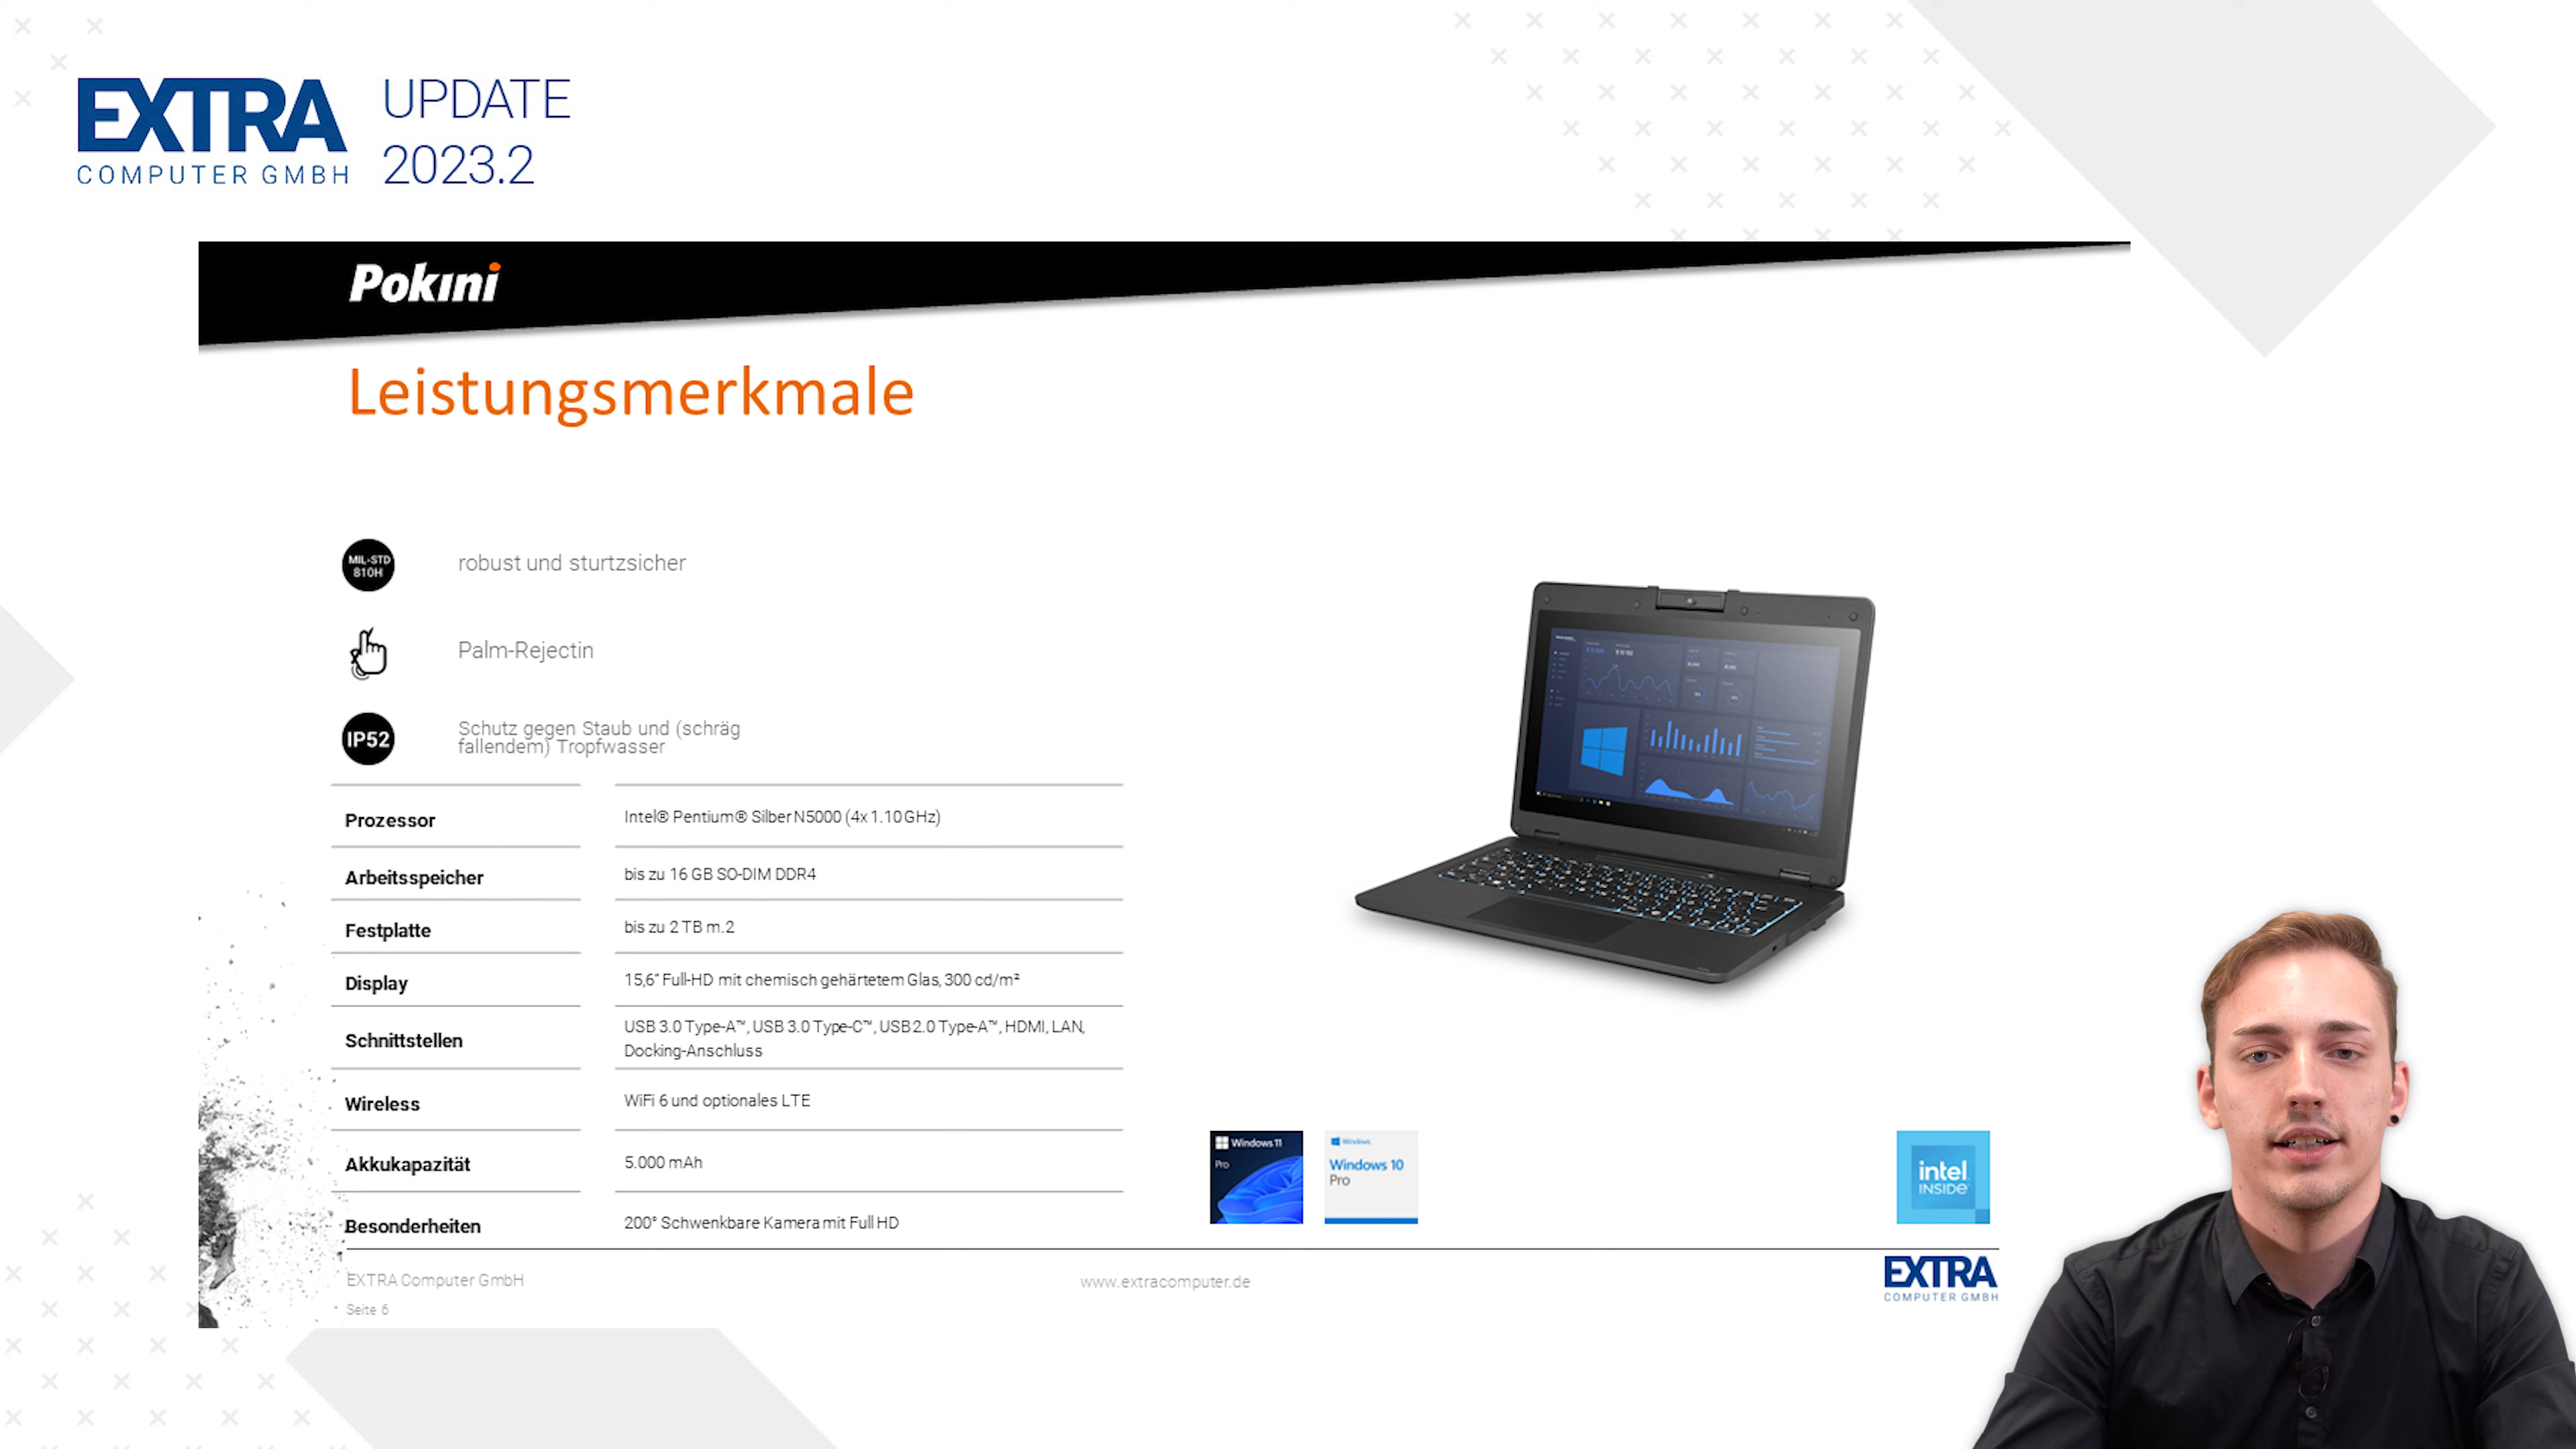 EXTRA
COMPUTER GMBH
UPDATE
2023.2
Pokini
Leistungsmerkmale
MIL-STD
810H
robust und sturtzsicher
Palm-Rejectin
IP52
Schutz gegen Staub und (schräg
fallendem) Tropfwasser
Prozessor
Intel® Pentium® Silber N5000 (4x 1.10 GHz)
Arbeitsspeicher
bis zu 16 GB SO-DIM DDR4
Festplatte
bis zu 2 TB m.2
Display
15,6“ Full-HD mit chemisch gehärtetem Glas, 300 cd/m²
Schnittstellen
USB 3.0 Type-A™, USB 3.0 Type-C™, USB 2.0 Type-A™, HDMI, LAN,
Docking-Anschluss
Wireless
WiFi 6 und optionales LTE
Akkukapazität
5.000 mAh
Besonderheiten
200° Schwenkbare Kamera mit Full HD
Windows 11
Pro
Windows
Windows 10
Pro
intel
INSIDE™
EXTRA Computer GmbH
www.extracomputer.de
EXTRA
COMPUTER GMBH
Seite 6